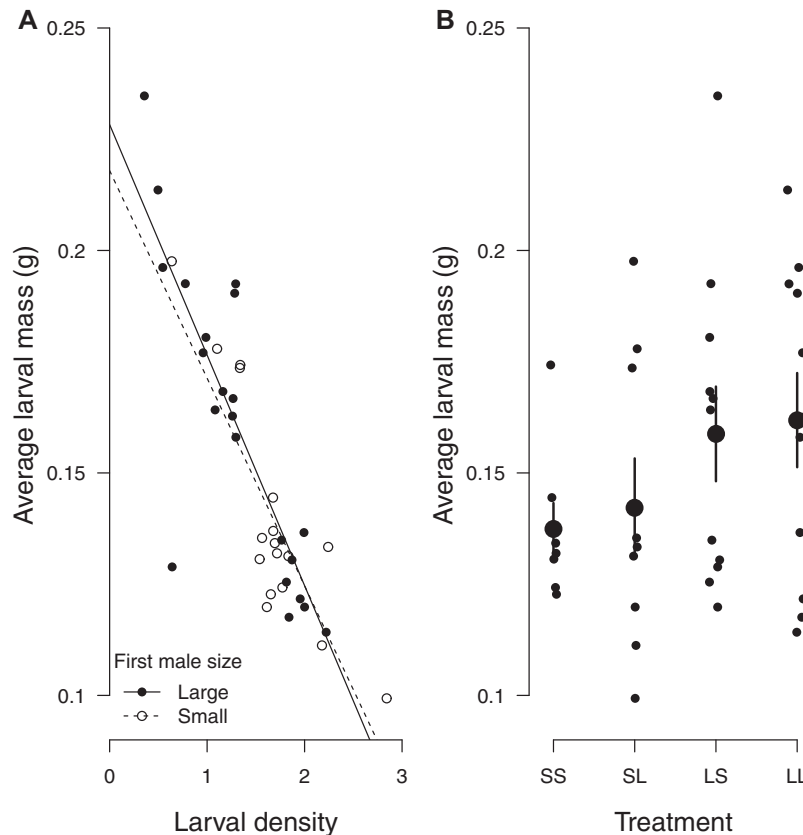 A
Average larval mass (g)
0.25
0.2
0.15
0.1
First male size
Large
Small
0 1 2 3
Larval density
B
Average larval mass (g)
0.25
0.2
0.15
0.1
SS SL LS LL
Treatment